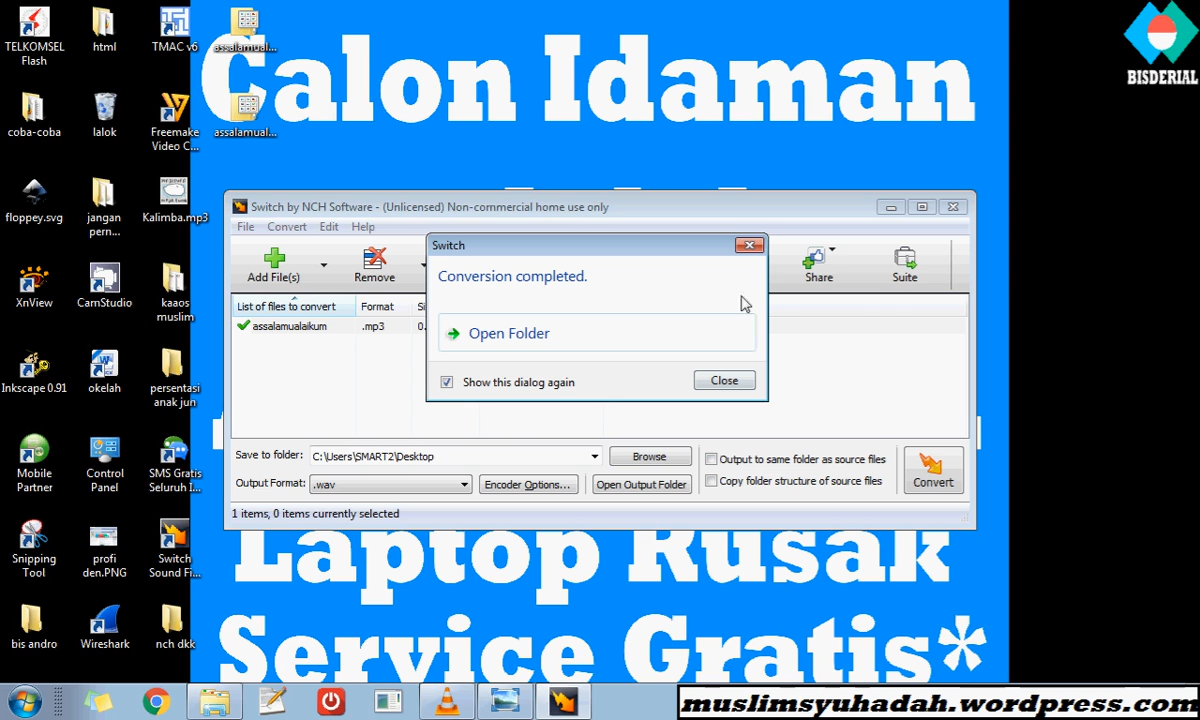 TELKOMSEL
Flash
html
TMAC v6
assalamual...
coba-coba
lalok
Freemake
Video C...
assalamual...
floppey.svg
jangan
pern...
Kalimba.mp3
XnView
CamStudio
kaaos
muslim
Inkscape 0.91
okelah
persentasi
anak jun
Mobile
Partner
Control
Panel
SMS Gratis
Seluruh I...
Snipping
Tool
profi
den.PNG
Switch
Sound Fi...
bis andro
Wireshark
nch dkk
Calon Idaman
BISDERIAL
Switch by NCH Software - (Unlicensed) Non-commercial home use only
File Convert Edit Help
Add File(s)
Remove
Share
Suite
List of files to convert
Format
assalamualaikum
.mp3
Switch
Conversion completed.
Open Folder
Show this dialog again
Close
Save to folder:
C:\Users\SMART2\Desktop
Browse
Output to same folder as source files
Output Format:
.wav
Encoder Options...
Open Output Folder
Copy folder structure of source files
Convert
1 items, 0 items currently selected
Laptop Rusak
Service Gratis*
muslimsyuhadah.wordpress.com